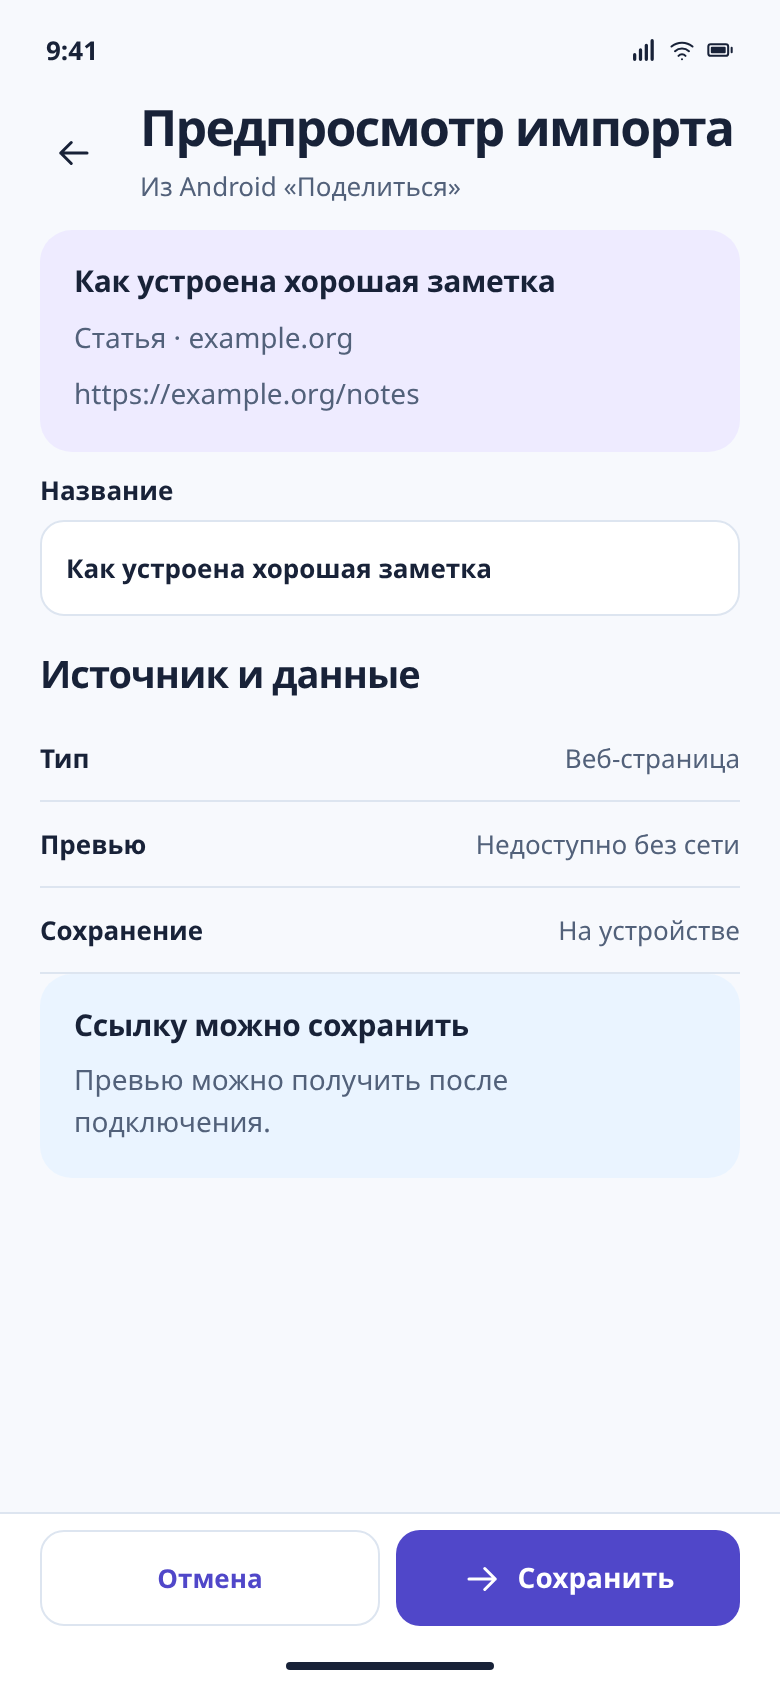 9:41
Предпросмотр импорта
Из Android «Поделиться»
Как устроена хорошая заметка
Статья · example.org
https://example.org/notes
Название
Как устроена хорошая заметка
Источник и данные
Тип Веб-страница
Превью Недоступно без сети
Сохранение На устройстве
Ссылку можно сохранить
Превью можно получить после
подключения.
Отмена Сохранить